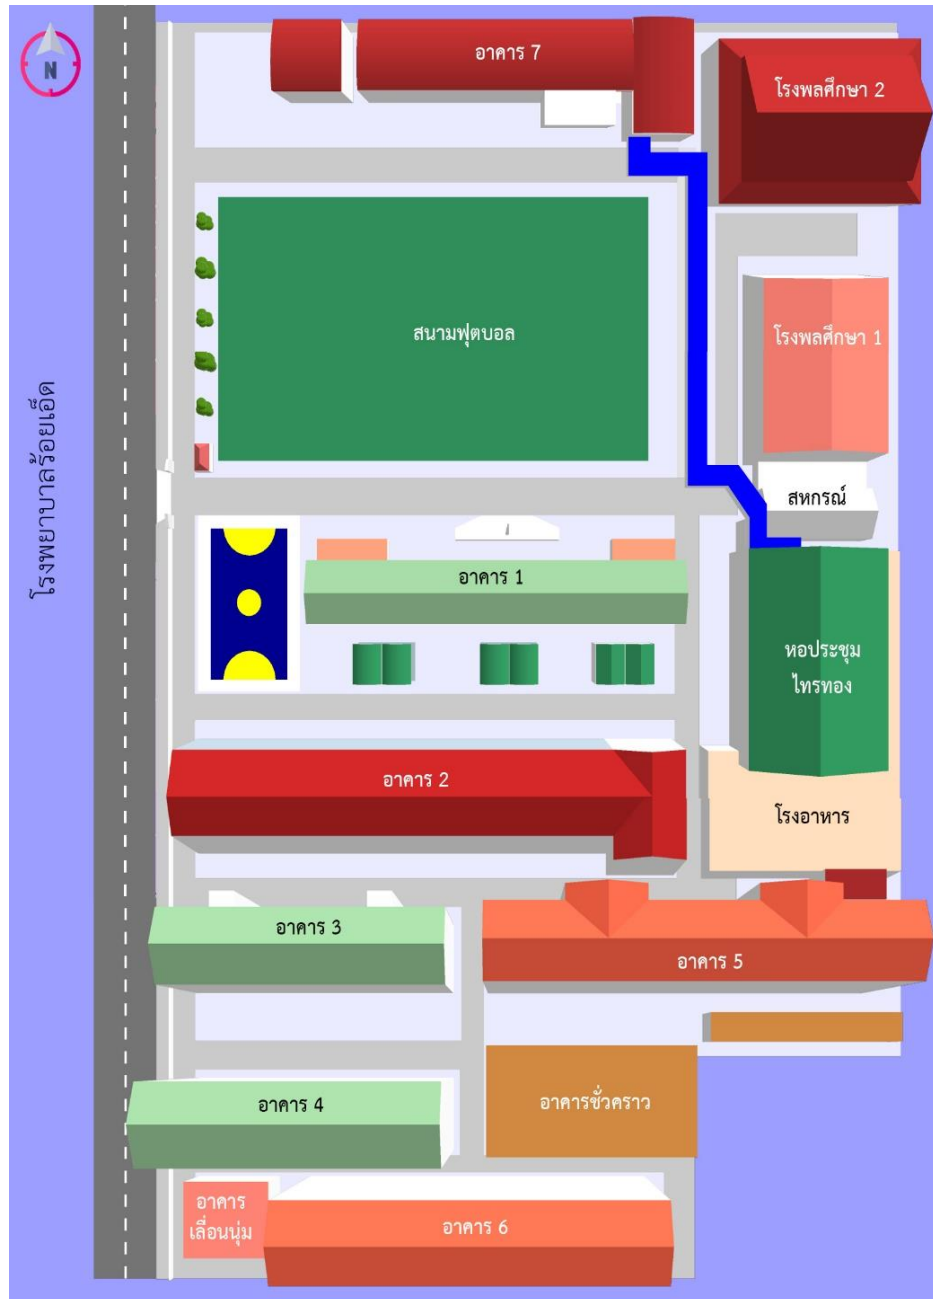 N
อาคาร 7
โรงพลศึกษา 2
สนามฟุตบอล
โรงพลศึกษา 1
โรงพยาบาลร้อยเอ็ด
สหกรณ์
อาคาร 1
หอประชุม
ไทรทอง
อาคาร 2
โรงอาหาร
อาคาร 3
อาคาร 5
อาคาร 4
อาคารชั่วคราว
อาคาร
เลื่อนนุ่ม
อาคาร 6